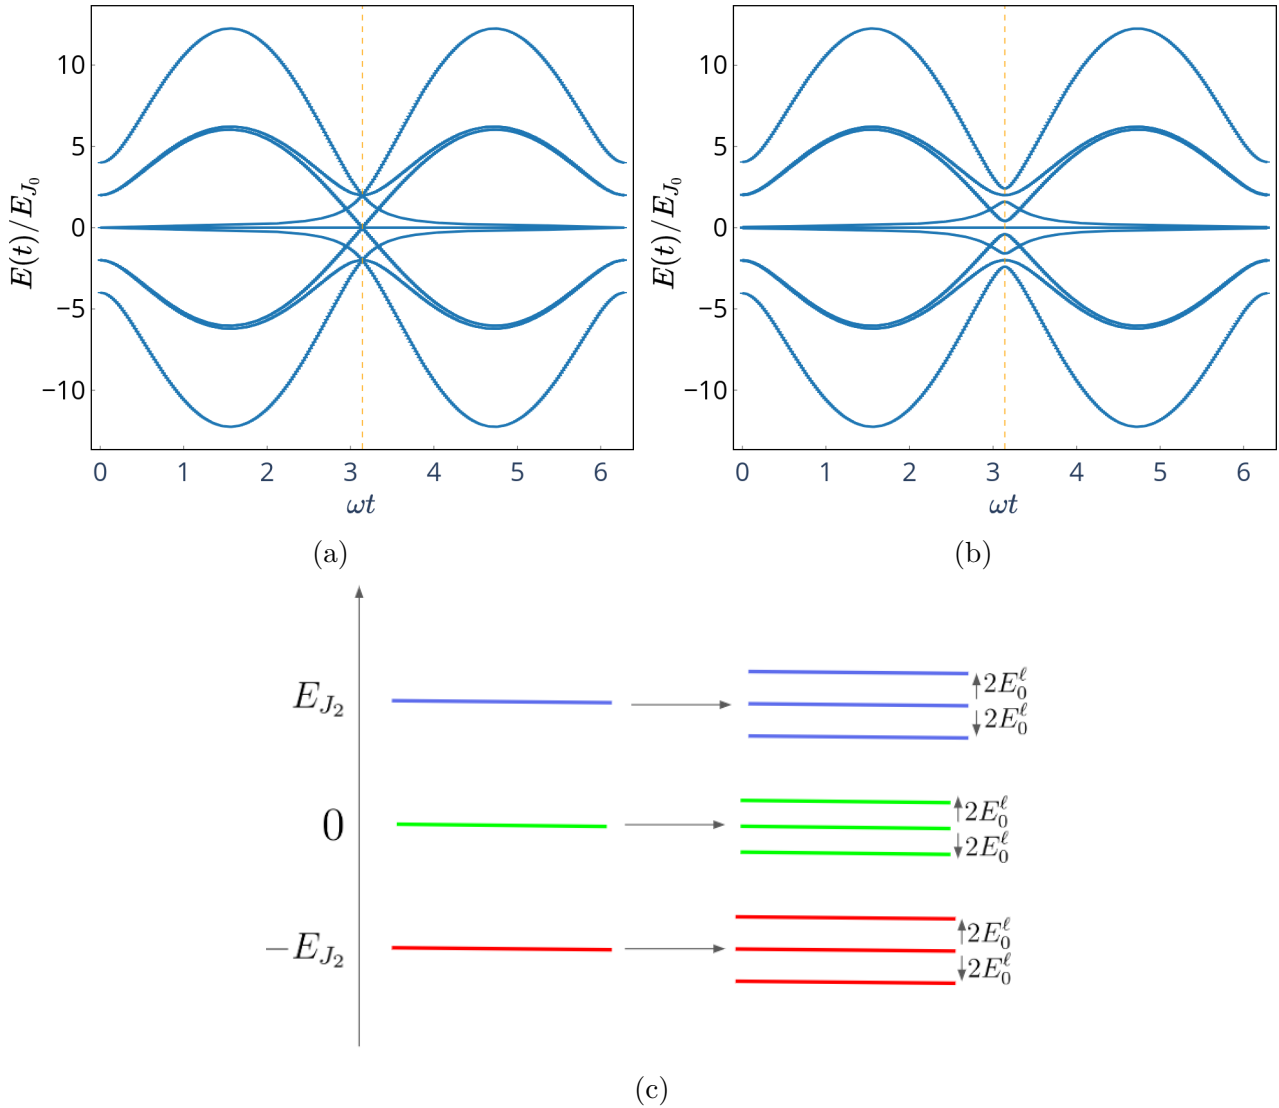 E(t)/E_{J_0}
10
5
0
−5
−10
0 1 2 3 4 5 6
ωt
(a)
E(t)/E_{J_0}
10
5
0
−5
−10
0 1 2 3 4 5 6
ωt
(b)
E_{J_2}
2E_0^ℓ
2E_0^ℓ
0
2E_0^ℓ
2E_0^ℓ
−E_{J_2}
2E_0^ℓ
2E_0^ℓ
(c)